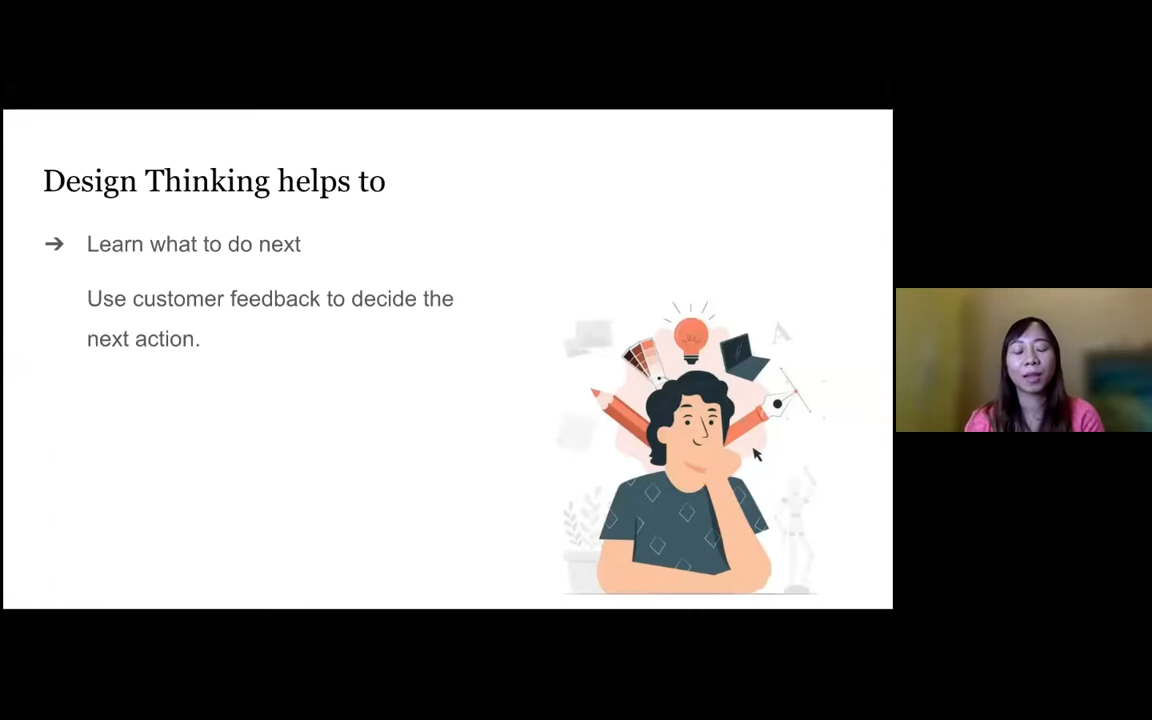 Design Thinking helps to
➔ Learn what to do next
Use customer feedback to decide the
next action.
A